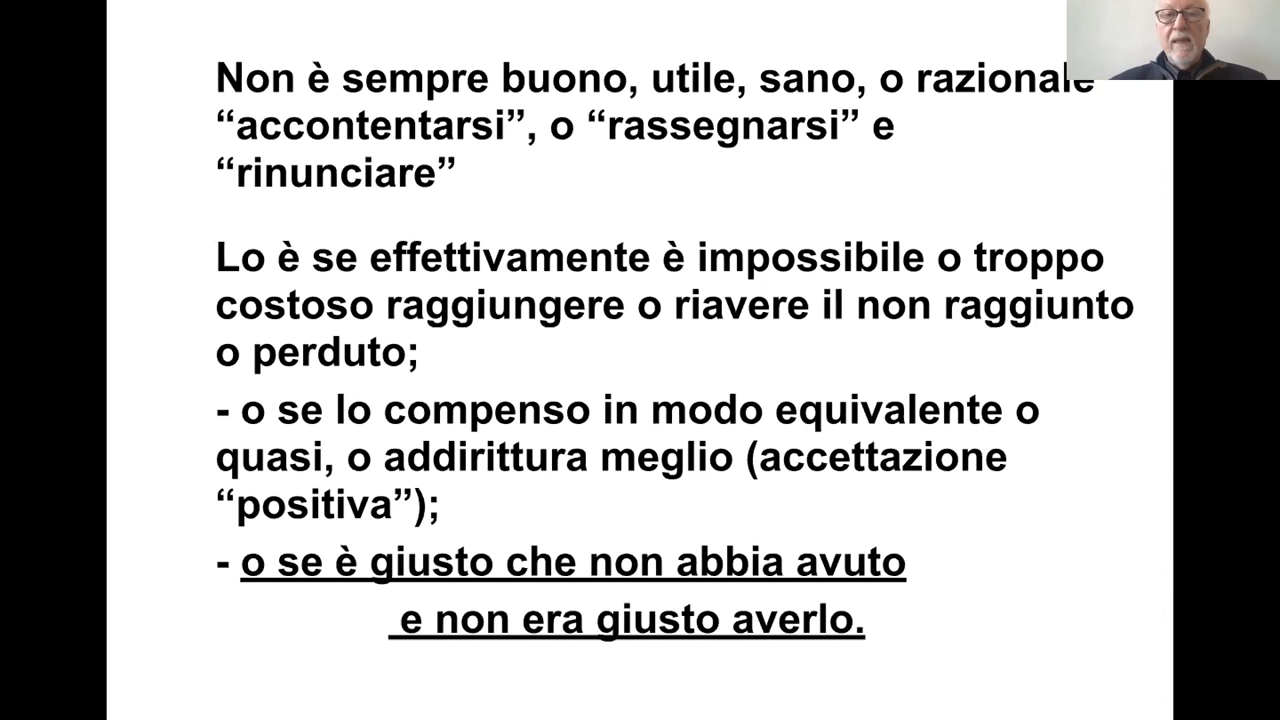 Non è sempre buono, utile, sano, o razionale
“accontentarsi”, o “rassegnarsi” e
“rinunciare”
Lo è se effettivamente è impossibile o troppo
costoso raggiungere o riavere il non raggiunto
o perduto;
- o se lo compenso in modo equivalente o
quasi, o addirittura meglio (accettazione
“positiva”);
- o se è giusto che non abbia avuto
e non era giusto averlo.